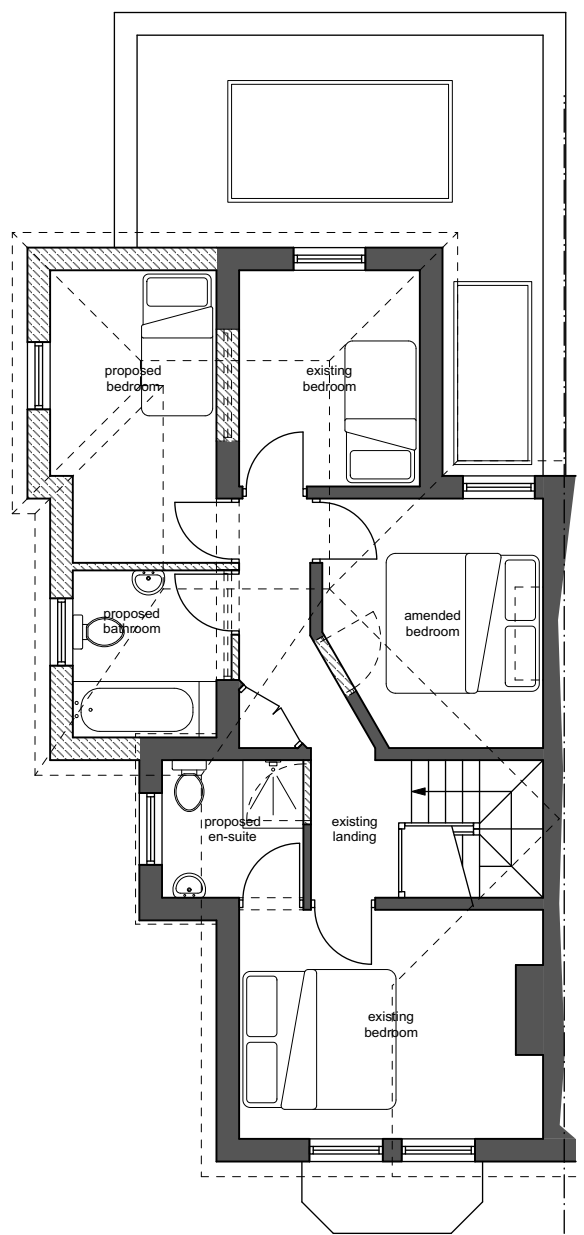 proposed
bedroom
existing
bedroom
proposed
bathroom
amended
bedroom
proposed
en-suite
existing
landing
existing
bedroom